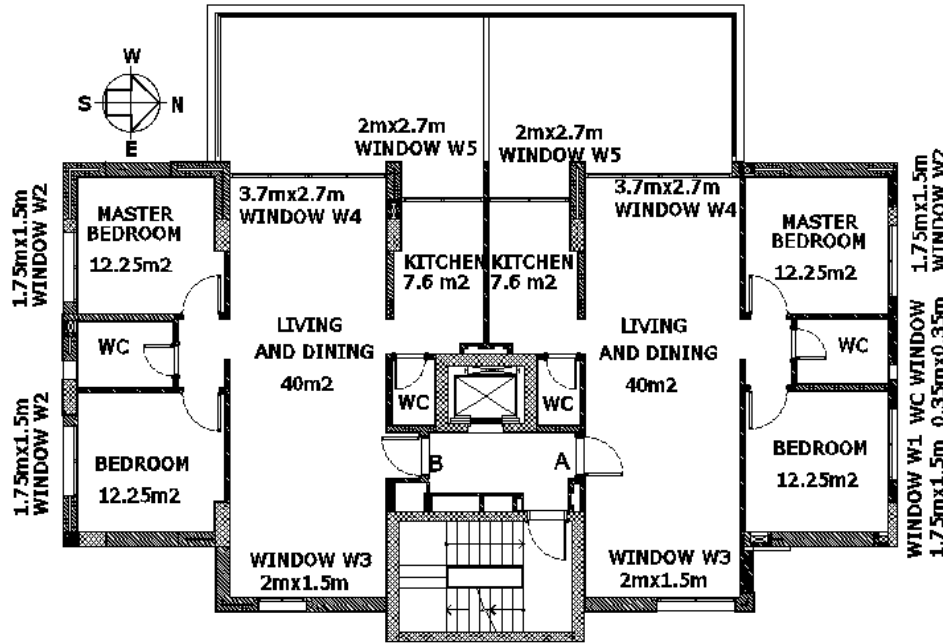 W
S N
E
2mx2.7m
WINDOW W5
2mx2.7m
WINDOW W5
1.75mx1.5m
WINDOW W2
MASTER
BEDROOM
12.25m2
3.7mx2.7m
WINDOW W4
KITCHEN
7.6 m2
KITCHEN
7.6 m2
3.7mx2.7m
WINDOW W4
MASTER
BEDROOM
12.25m2
1.75mx1.5m
WINDOW W2
WC
LIVING
AND DINING
40m2
WC
WC
LIVING
AND DINING
40m2
WC
WC WINDOW
0.35mx0.35m
1.75mx1.5m
WINDOW W2
BEDROOM
12.25m2
B
A
BEDROOM
12.25m2
WINDOW W1
1.75mx1.5m
WINDOW W3
2mx1.5m
WINDOW W3
2mx1.5m